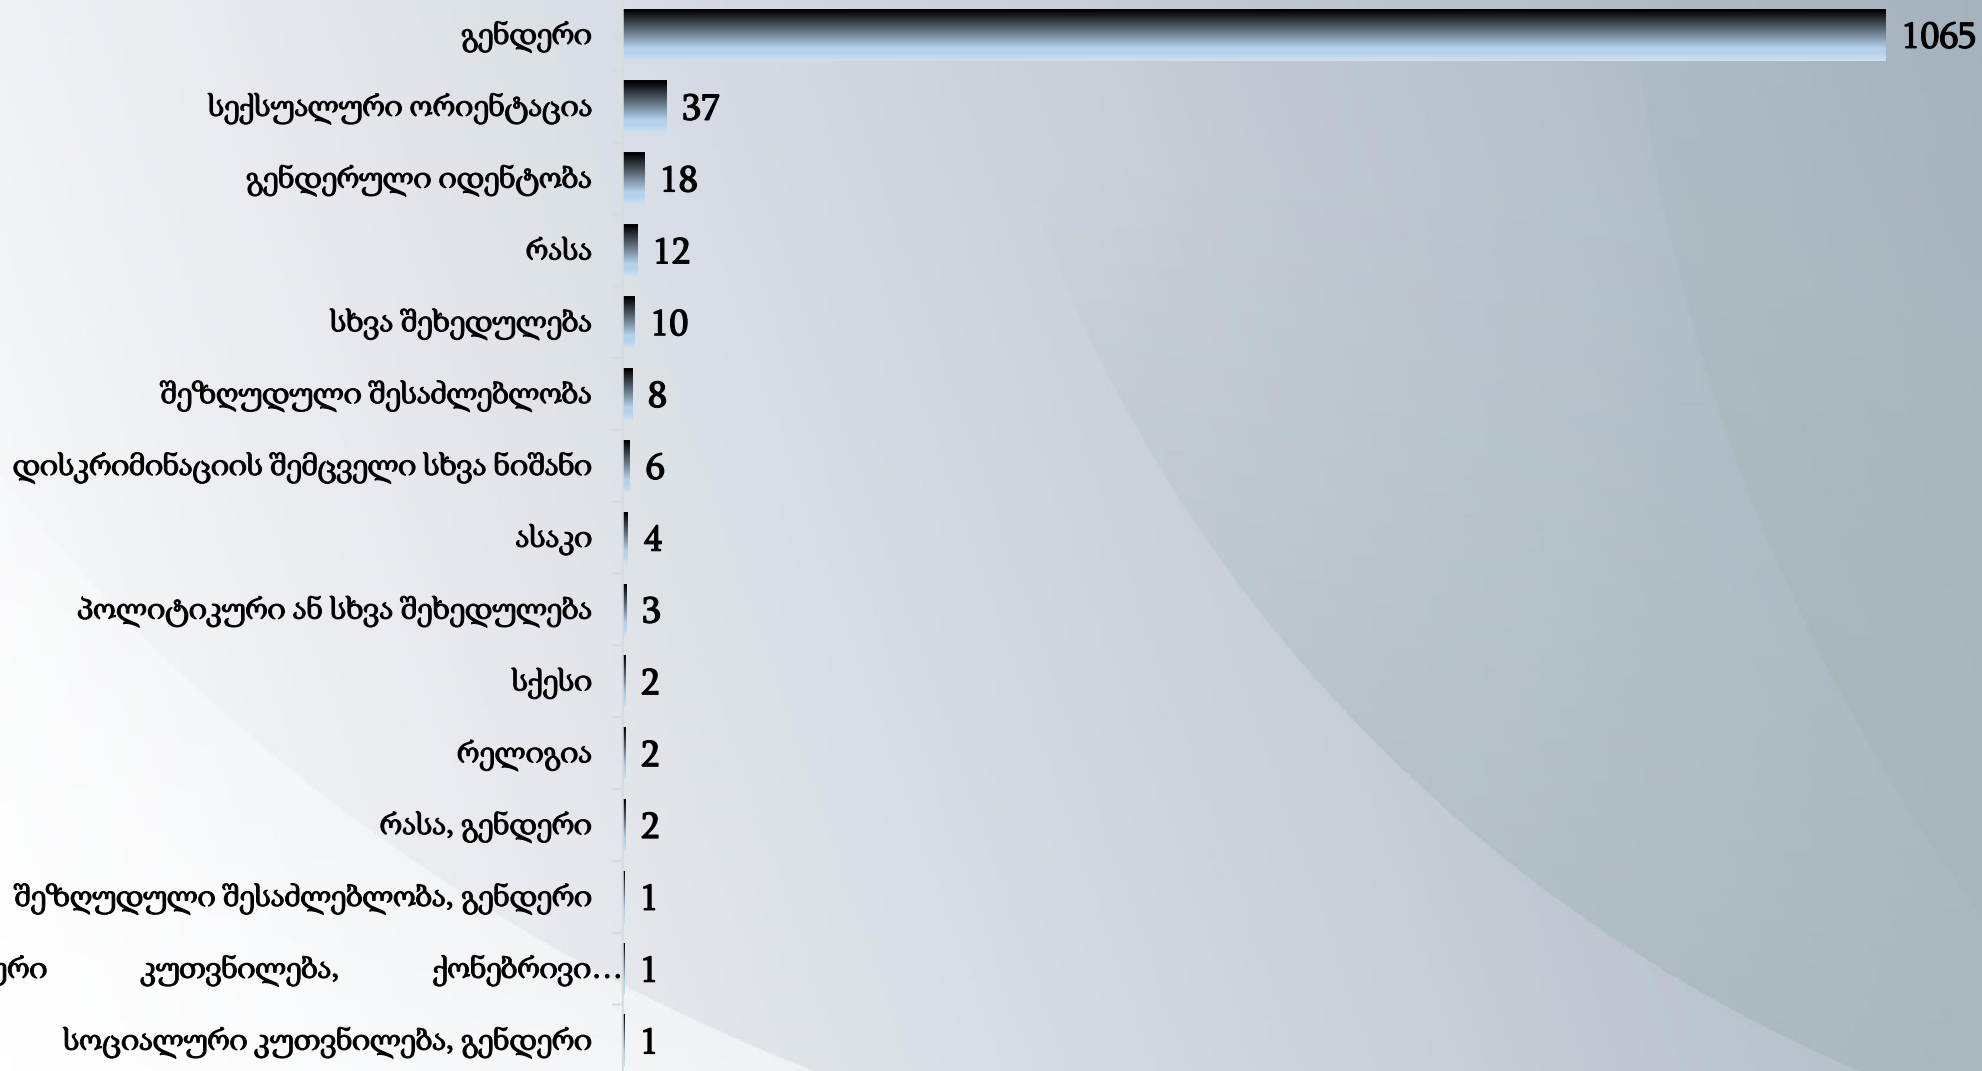 გენდერი 1065
სექსუალური ორიენტაცია 37
გენდერული იდენტობა 18
რასა 12
სხვა შეხედულება 10
შეზღუდული შესაძლებლობა 8
დისკრიმინაციის შემცველი სხვა ნიშანი 6
ასაკი 4
პოლიტიკური ან სხვა შეხედულება 3
სქესი 2
რელიგია 2
რასა, გენდერი 2
შეზღუდული შესაძლებლობა, გენდერი 1
კუთვნილება, ქონებრივი... 1
სოციალური კუთვნილება, გენდერი 1